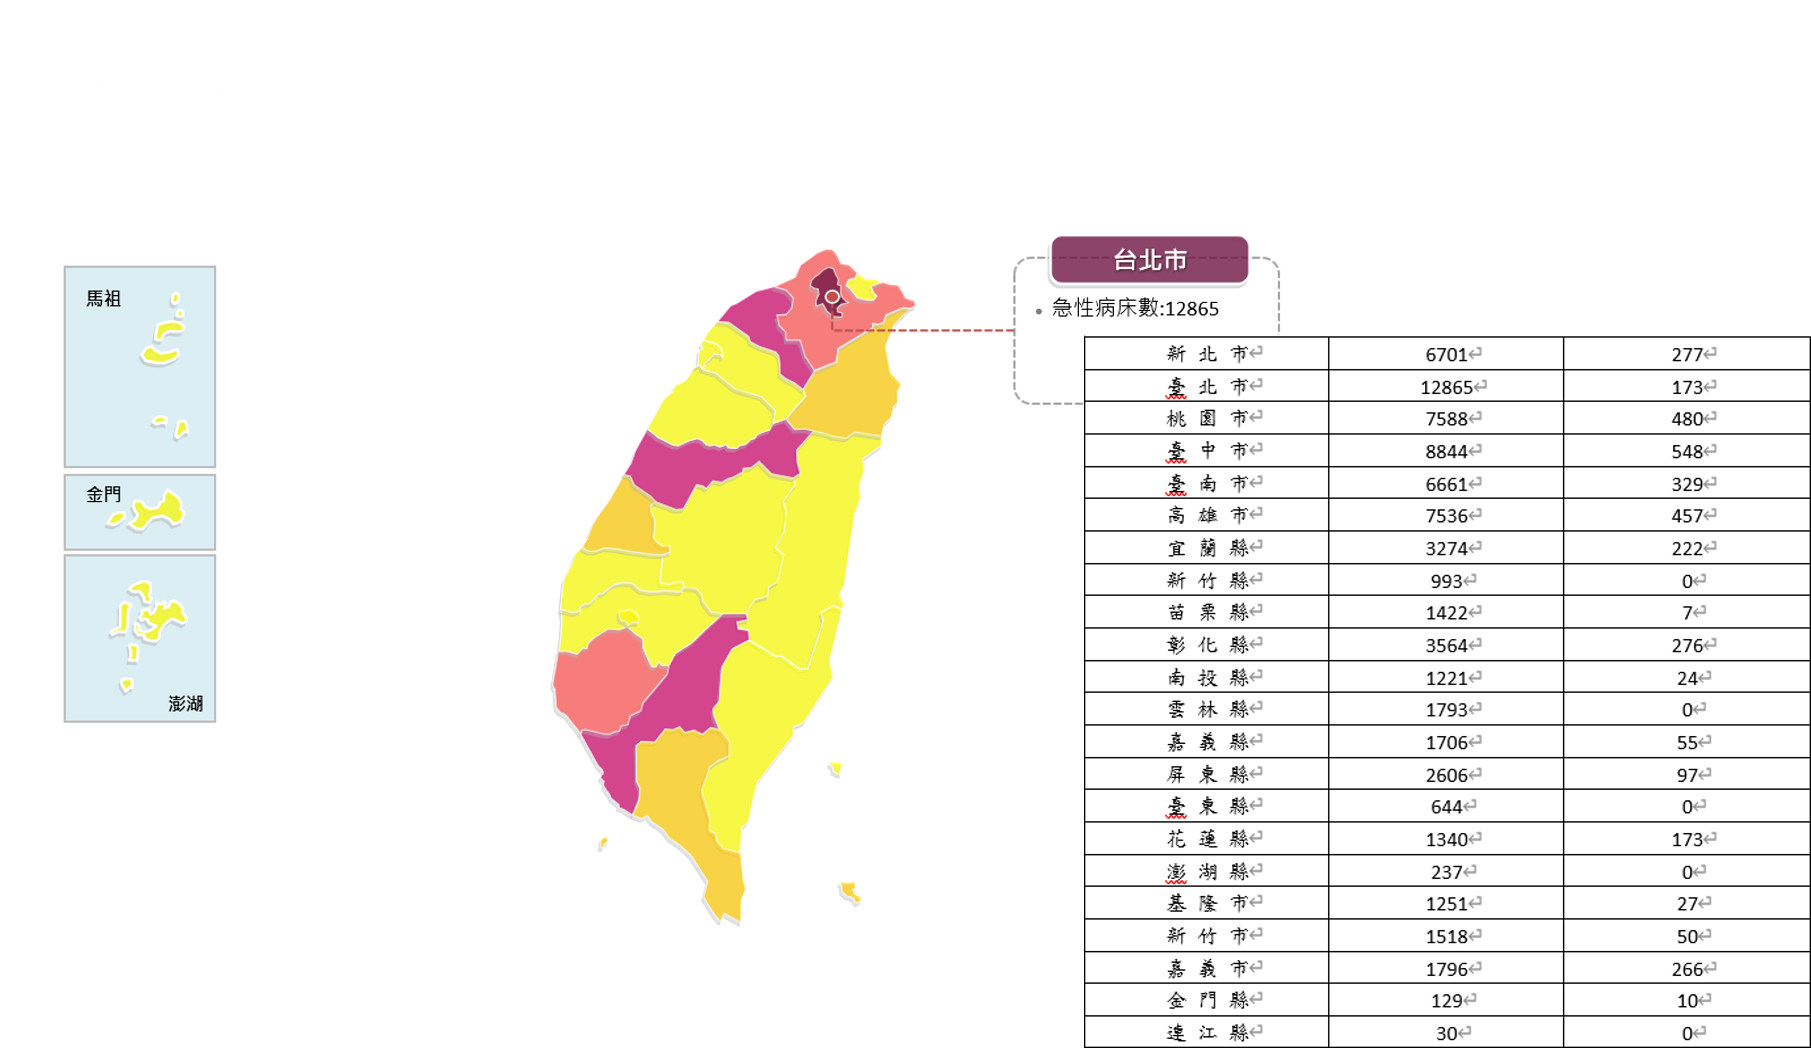 馬祖
金門
澎湖
台北市
• 急性病床數:12865
新北市 6701 277
臺北市 12865 173
桃園市 7588 480
臺中市 8844 548
臺南市 6661 329
高雄市 7536 457
宜蘭縣 3274 222
新竹縣 993 0
苗栗縣 1422 7
彰化縣 3564 276
南投縣 1221 24
雲林縣 1793 0
嘉義縣 1706 55
屏東縣 2606 97
臺東縣 644 0
花蓮縣 1340 173
澎湖縣 237 0
基隆市 1251 27
新竹市 1518 50
嘉義市 1796 266
金門縣 129 10
連江縣 30 0